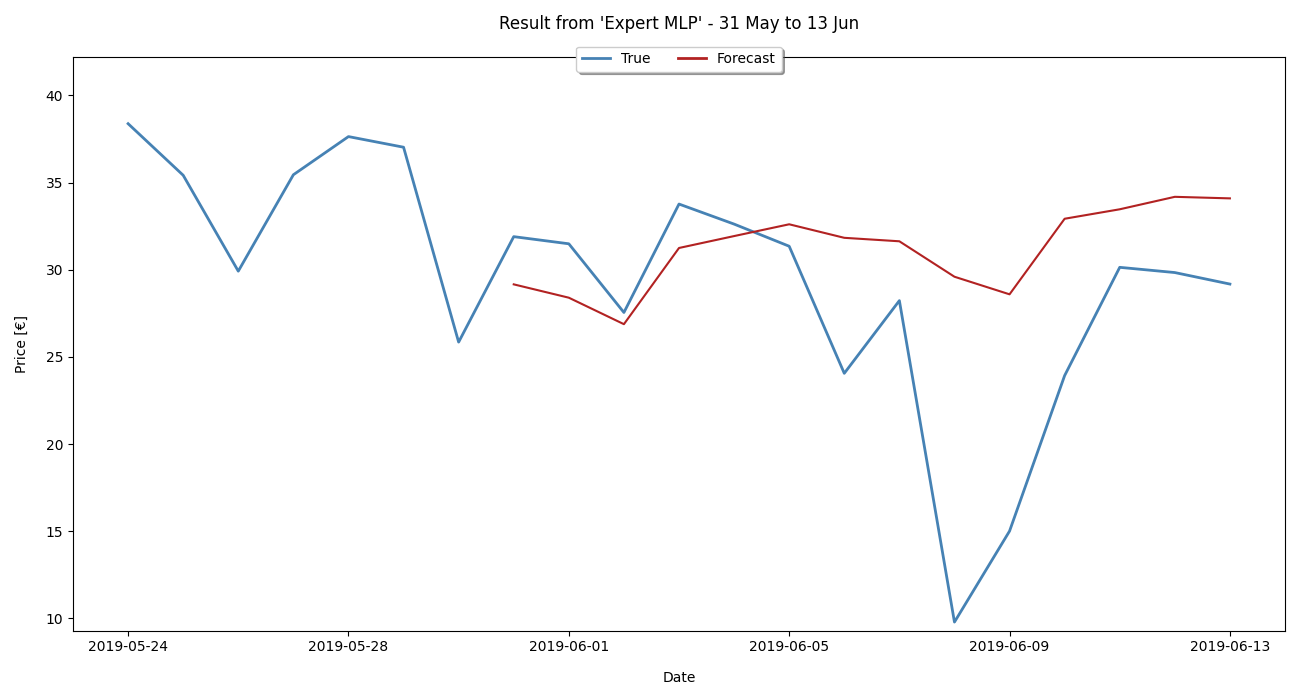 Result from 'Expert MLP' - 31 May to 13 Jun
True Forecast
40
35
30
25
20
15
10
Price [€]
2019-05-24 2019-05-28 2019-06-01 2019-06-05 2019-06-09 2019-06-13
Date